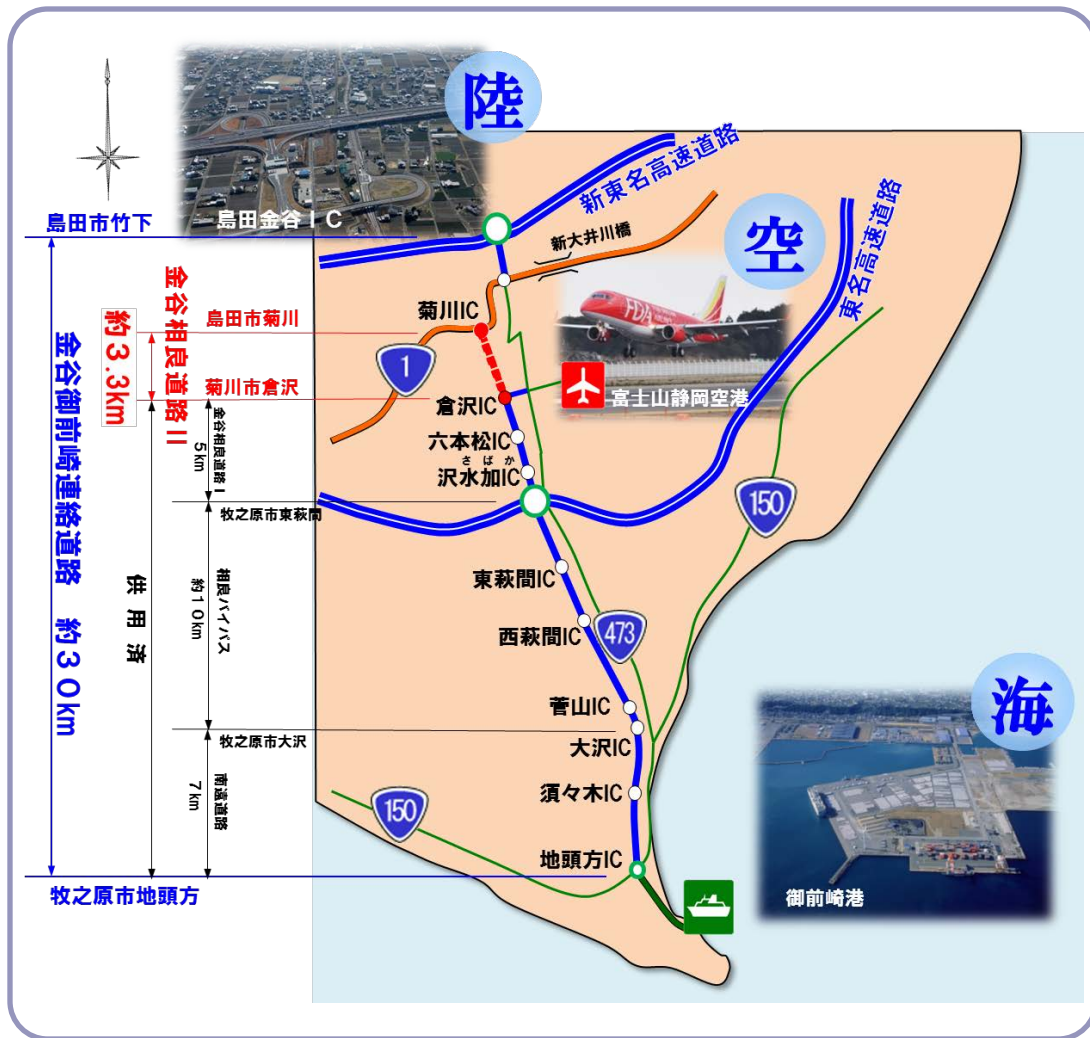 陸
島田金谷IC
島田市竹下
新東名高速道路
空
新大井川橋
東名高速道路
FDA
富士山静岡空港
金谷相良道路II
約3.3km
島田市菊川
菊川市倉沢
金谷御前崎連絡道路 約30km
供用済
金谷相良道路I
5km
菊川IC
1
倉沢IC
六本松IC
さばか
沢水加IC
牧之原市東萩間
150
相良バイパス
約10km
東萩間IC
西萩間IC
473
菅山IC
大沢IC
牧之原市大沢
海
南遠道路
7km
須々木IC
150
地頭方IC
牧之原市地頭方
御前崎港